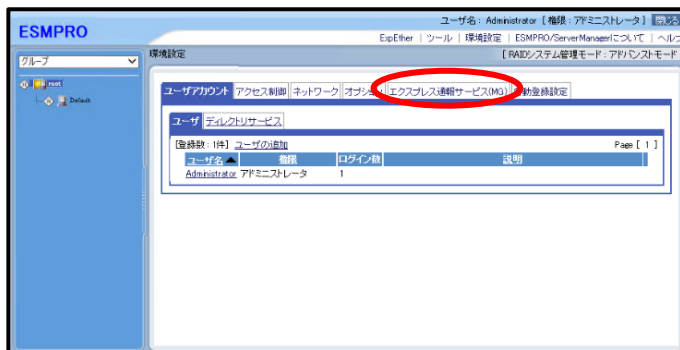 ESMPRO
ユーザ名 : Administrator [ 権限 : アドミニストレータ ] 閉じる
ExpEther | ツール | 環境設定 | ESMPRO/ServerManagerについて | ヘルプ
グループ
環境設定
[ RAIDシステム管理モード : アドバンストモード
root
Default
ユーザアカウント アクセス制御 ネットワーク オプション エクスプレス通報サービス(MG) 自動登録設定
ユーザ ディレクトリサービス
[登録数 : 1件] ユーザの追加 Page [ 1 ]
ユーザ名 権限 ログイン数 説明
Administrator アドミニストレータ 1